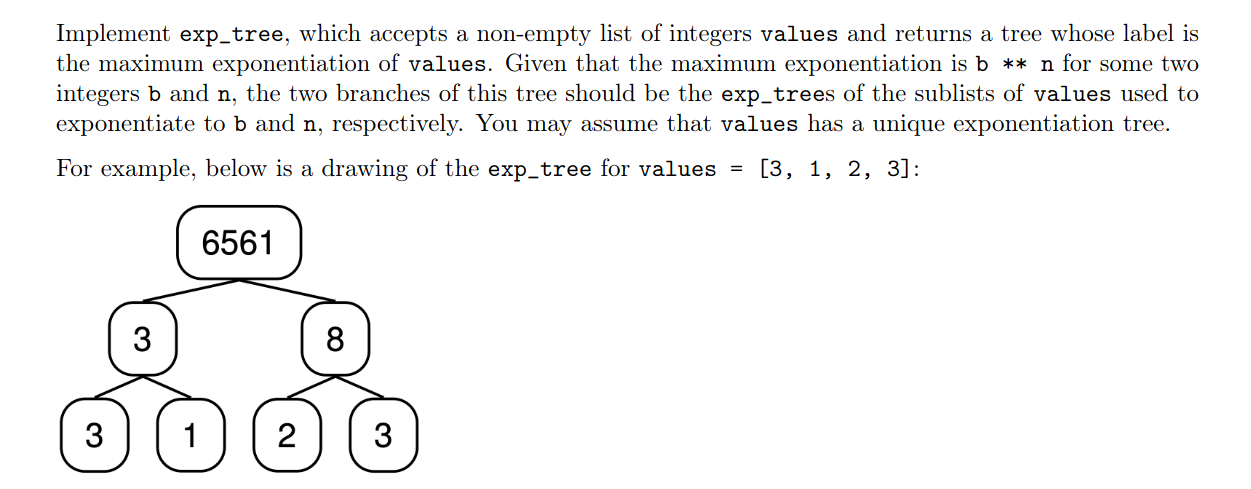 Implement exp_tree, which accepts a non-empty list of integers values and returns a tree whose label is
the maximum exponentiation of values. Given that the maximum exponentiation is b ** n for some two
integers b and n, the two branches of this tree should be the exp_trees of the sublists of values used to
exponentiate to b and n, respectively. You may assume that values has a unique exponentiation tree.
For example, below is a drawing of the exp_tree for values = [3, 1, 2, 3]:
6561
3 8
3 1 2 3